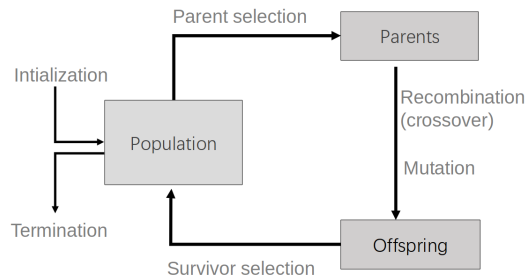 Parent selection
Parents
Intialization
Recombination
(crossover)
Population
Mutation
Termination
Offspring
Survivor selection